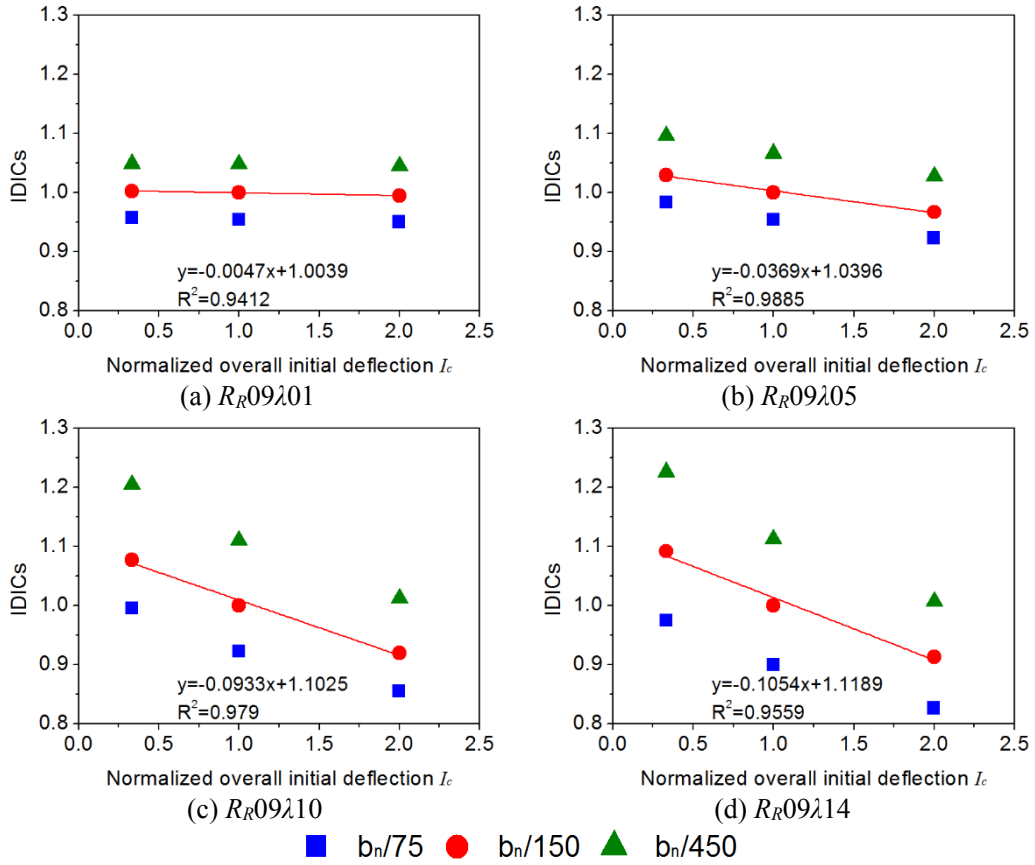 1.3
1.2
1.1
1.0
0.9
0.8
IDICs
y=-0.0047x+1.0039
R²=0.9412
0.0 0.5 1.0 1.5 2.0 2.5
Normalized overall initial deflection Ic
(a) RR09λ01
1.3
1.2
1.1
1.0
0.9
0.8
IDICs
y=-0.0369x+1.0396
R²=0.9885
0.0 0.5 1.0 1.5 2.0 2.5
Normalized overall initial deflection Ic
(b) RR09λ05
1.3
1.2
1.1
1.0
0.9
0.8
IDICs
y=-0.0933x+1.1025
R²=0.979
0.0 0.5 1.0 1.5 2.0 2.5
Normalized overall initial deflection Ic
(c) RR09λ10
1.3
1.2
1.1
1.0
0.9
0.8
IDICs
y=-0.1054x+1.1189
R²=0.9559
0.0 0.5 1.0 1.5 2.0 2.5
Normalized overall initial deflection Ic
(d) RR09λ14
bn/75 bn/150 bn/450